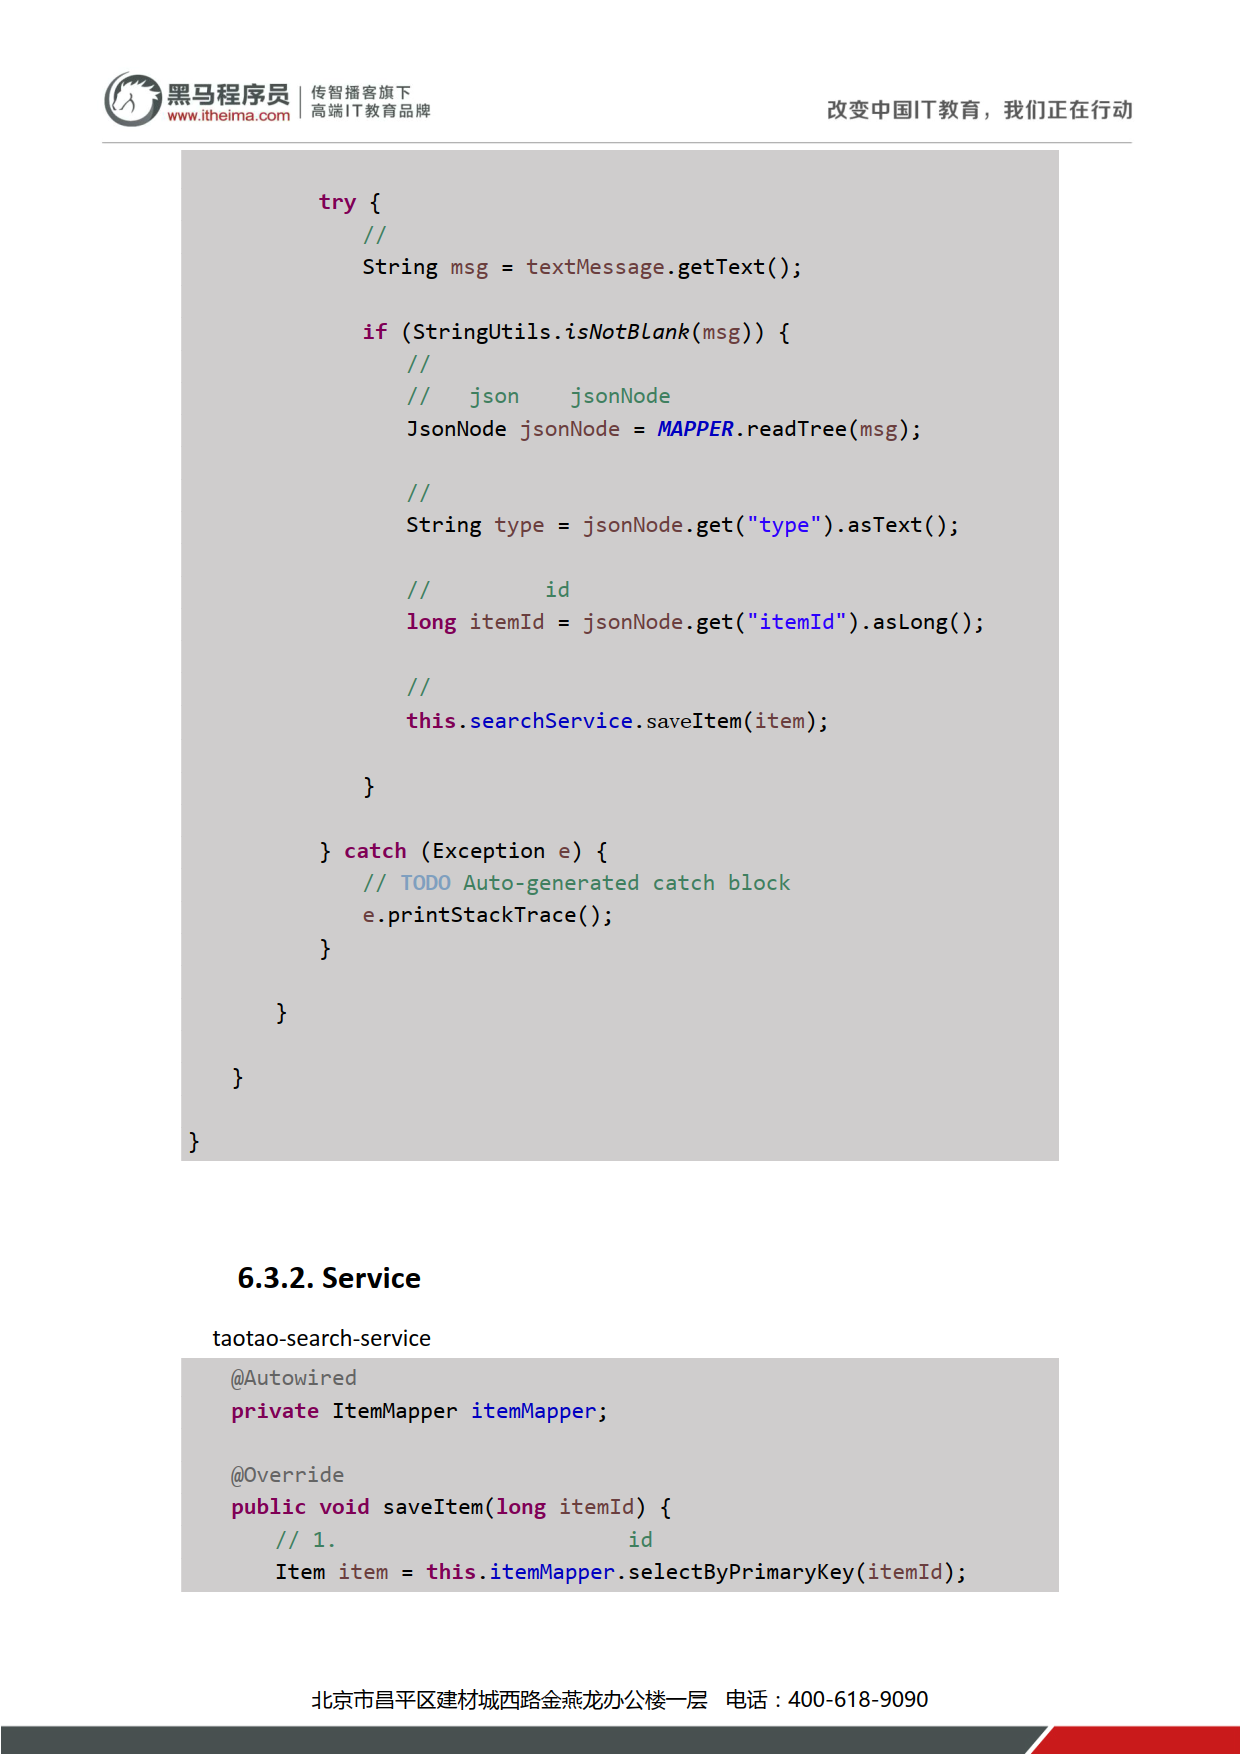 黑马程序员
www.itheima.com
传智播客旗下
高端IT教育品牌
改变中国IT教育，我们正在行动
try {
//
String msg = textMessage.getText();
if (StringUtils.isNotBlank(msg)) {
//
// json jsonNode
JsonNode jsonNode = MAPPER.readTree(msg);
//
String type = jsonNode.get("type").asText();
// id
long itemId = jsonNode.get("itemId").asLong();
//
this.searchService.saveItem(item);
}
} catch (Exception e) {
// TODO Auto-generated catch block
e.printStackTrace();
}
}
}
}
6.3.2. Service
taotao-search-service
@Autowired
private ItemMapper itemMapper;
@Override
public void saveItem(long itemId) {
// 1. id
Item item = this.itemMapper.selectByPrimaryKey(itemId);
北京市昌平区建材城西路金燕龙办公楼一层 电话：400-618-9090